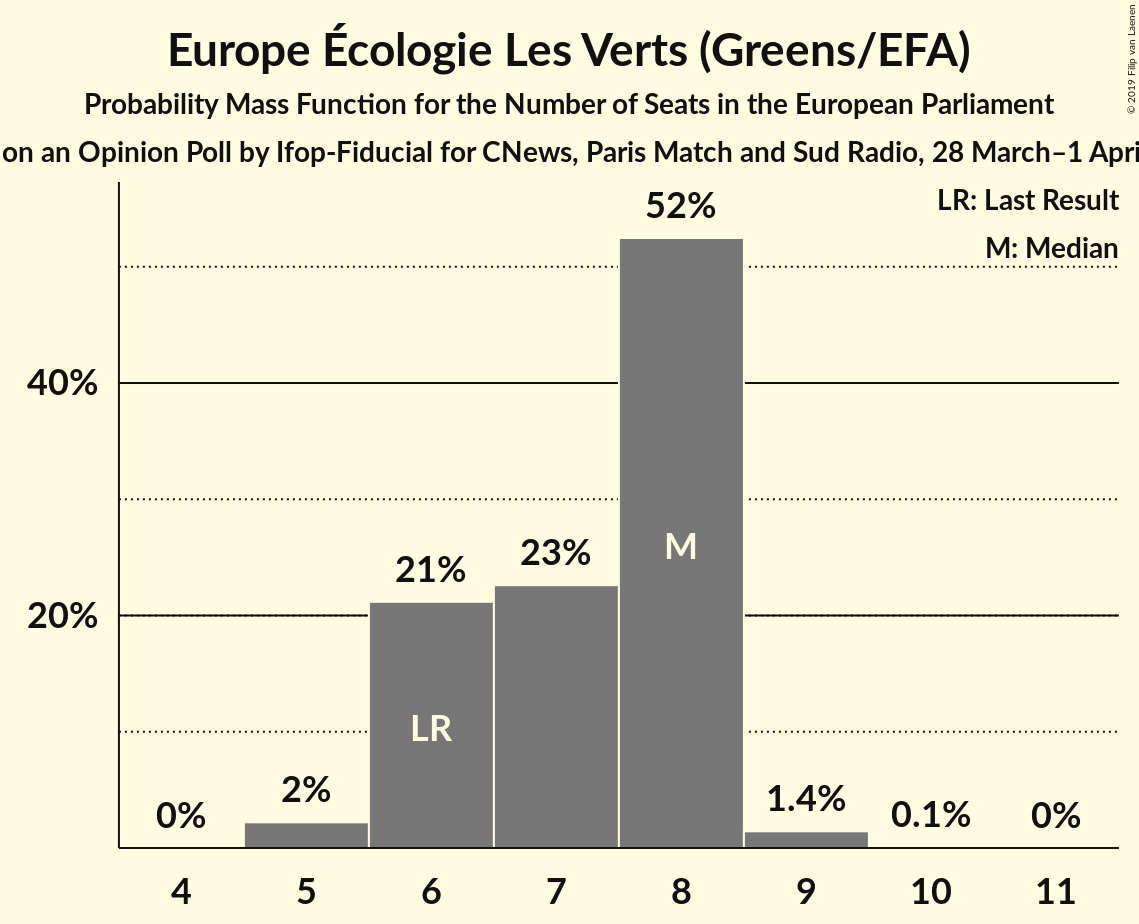 Europe Écologie Les Verts (Greens/EFA)
Probability Mass Function for the Number of Seats in the European Parliament
on an Opinion Poll by Ifop-Fiducial for CNews, Paris Match and Sud Radio, 28 March–1 Apri
© 2019 Filip van Laenen
LR: Last Result
M: Median
52%
40%
M
21%
23%
20%
LR
0%
2%
1.4%
0.1%
0%
4 5 6 7 8 9 10 11